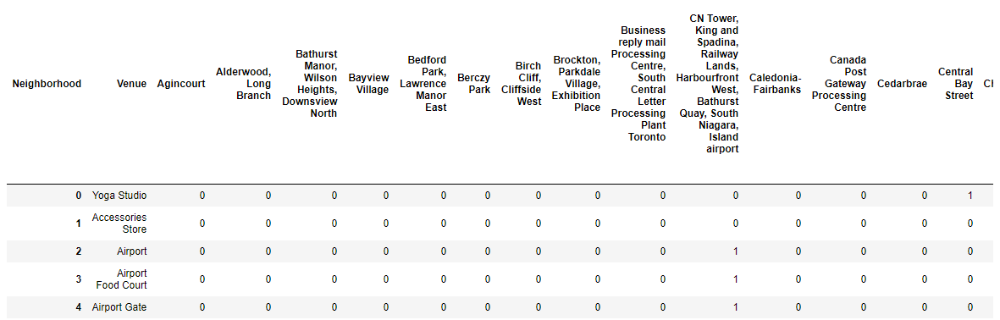 Neighborhood Venue Agincourt Alderwood, Long Branch Bathurst Manor, Wilson Heights, Downsview North Bayview Village Bedford Park, Lawrence Manor East Berczy Park Birch Cliff, Cliffside West Brockton, Parkdale Village, Exhibition Place Business reply mail Processing Centre, South Central Letter Processing Plant Toronto CN Tower, King and Spadina, Railway Lands, Harbourfront West, Bathurst Quay, South Niagara, Island airport Caledonia-Fairbanks Canada Post Gateway Processing Centre Cedarbrae Central Bay Street
0 Yoga Studio 0 0 0 0 0 0 0 0 0 0 0 0 0 1
1 Accessories Store 0 0 0 0 0 0 0 0 0 0 0 0 0 0
2 Airport 0 0 0 0 0 0 0 0 0 1 0 0 0 0
3 Airport Food Court 0 0 0 0 0 0 0 0 0 1 0 0 0 0
4 Airport Gate 0 0 0 0 0 0 0 0 0 1 0 0 0 0